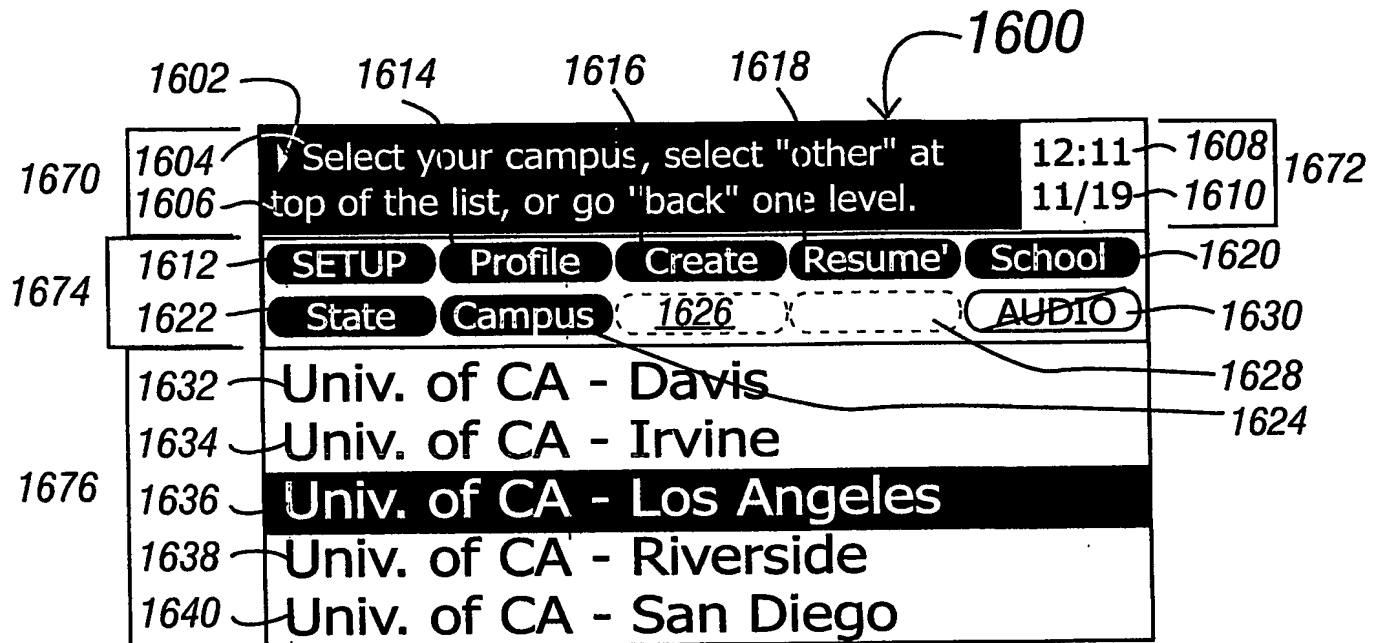 1600
1602 1614 1616 1618
1670 1604 Select your campus, select "other" at 12:11 1608 1672
1606 top of the list, or go "back" one level. 11/19 1610
1674 1612 SETUP Profile Create Resume' School 1620
1622 State Campus 1626 AUDIO 1630
1632 Univ. of CA - Davis 1628
1634 Univ. of CA - Irvine 1624
1676 1636 Univ. of CA - Los Angeles
1638 Univ. of CA - Riverside
1640 Univ. of CA - San Diego